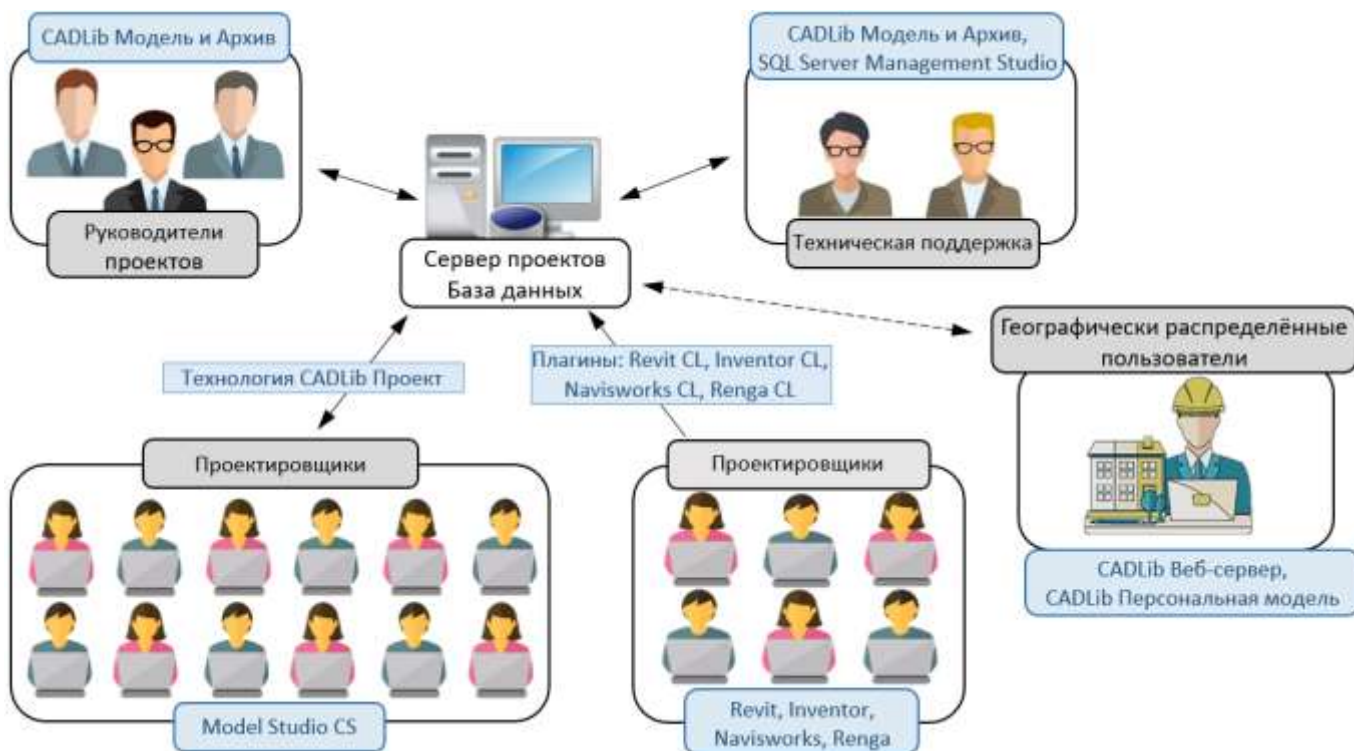 CADLib Модель и Архив
Руководители
проектов
CADLib Модель и Архив,
SQL Server Management Studio
Техническая поддержка
Сервер проектов
База данных
Географически распределённые
пользователи
CADLib Веб-сервер,
CADLib Персональная модель
Технология CADLib Проект
Плагины: Revit CL, Inventor CL,
Navisworks CL, Renga CL
Проектировщики
Model Studio CS
Проектировщики
Revit, Inventor,
Navisworks, Renga